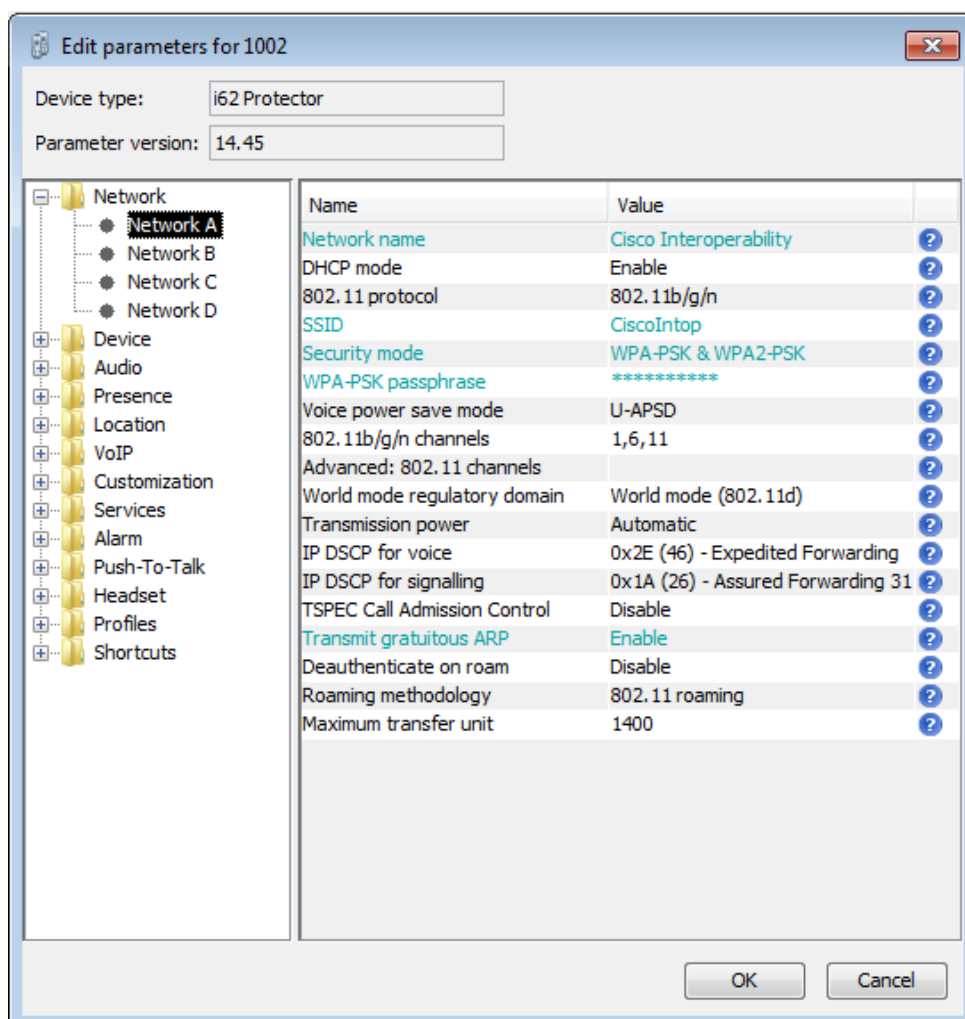 Edit parameters for 1002
Device type: i62 Protector
Parameter version: 14.45
Network
Network A
Network B
Network C
Network D
Device
Audio
Presence
Location
VoIP
Customization
Services
Alarm
Push-To-Talk
Headset
Profiles
Shortcuts
Name Value
Network name Cisco Interoperability
DHCP mode Enable
802.11 protocol 802.11b/g/n
SSID CiscoIntop
Security mode WPA-PSK & WPA2-PSK
WPA-PSK passphrase **********
Voice power save mode U-APSD
802.11b/g/n channels 1,6,11
Advanced: 802.11 channels
World mode regulatory domain World mode (802.11d)
Transmission power Automatic
IP DSCP for voice 0x2E (46) - Expedited Forwarding
IP DSCP for signalling 0x1A (26) - Assured Forwarding 31
TSPEC Call Admission Control Disable
Transmit gratuitous ARP Enable
Deauthenticate on roam Disable
Roaming methodology 802.11 roaming
Maximum transfer unit 1400
OK Cancel